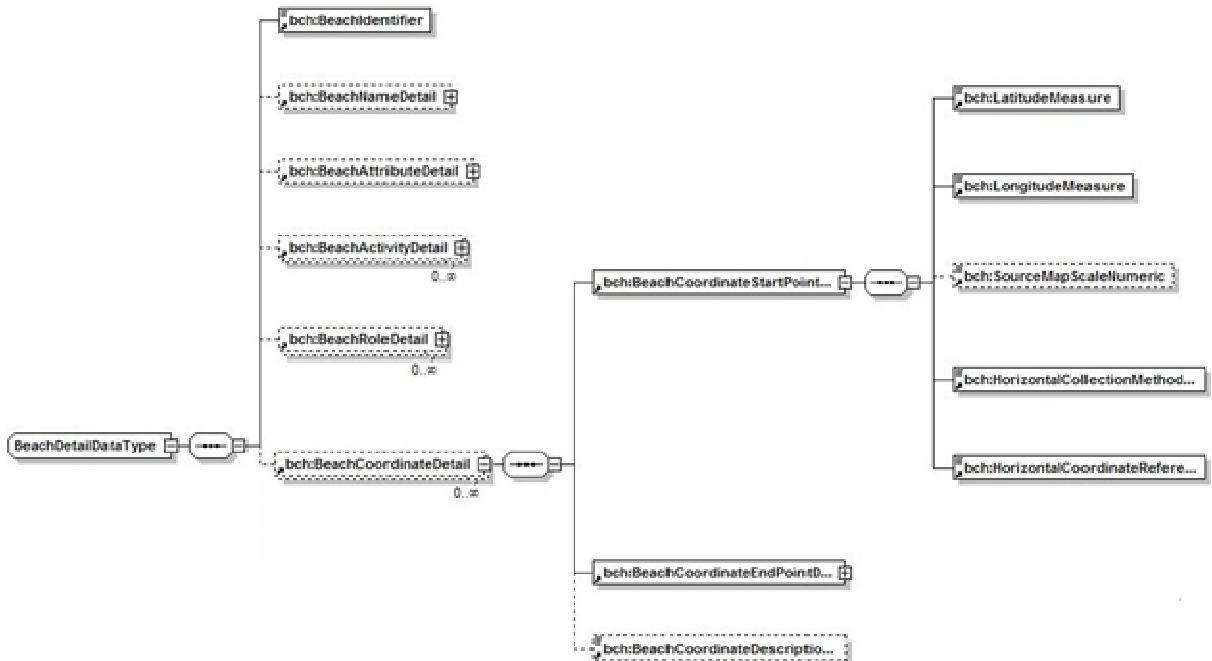 bch:BeachIdentifier
bch:BeachNameDetail
bch:BeachAttributeDetail
bch:BeachActivityDetail
0..∞
bch:BeachRoleDetail
0..∞
BeachDetailDataType
bch:BeachCoordinateDetail
0..∞
bch:BeachCoordinateStartPoint...
bch:BeachCoordinateEndPointD...
bch:BeachCoordinateDescriptio...
bch:LatitudeMeasure
bch:LongitudeMeasure
bch:SourceMapScaleNumeric
bch:HorizontalCollectionMethod...
bch:HorizontalCoordinateRefere...